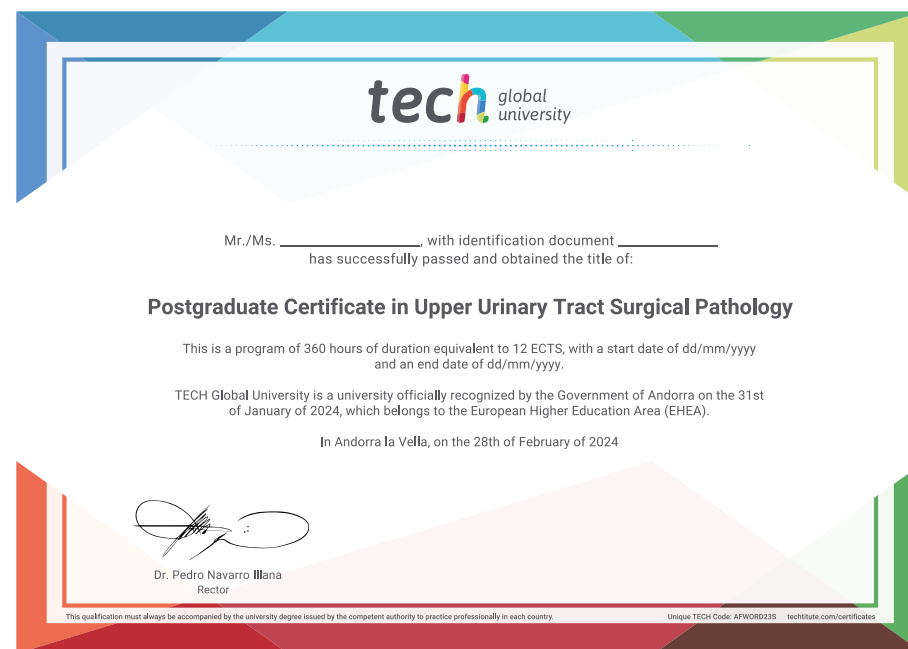 tech global
university
Mr./Ms. ____________________, with identification document ______________
has successfully passed and obtained the title of:
Postgraduate Certificate in Upper Urinary Tract Surgical Pathology
This is a program of 360 hours of duration equivalent to 12 ECTS, with a start date of dd/mm/yyyy
and an end date of dd/mm/yyyy.
TECH Global University is a university officially recognized by the Government of Andorra on the 31st
of January of 2024, which belongs to the European Higher Education Area (EHEA).
In Andorra la Vella, on the 28th of February of 2024
Dr. Pedro Navarro Illana
Rector
This qualification must always be accompanied by the university degree issued by the competent authority to practice professionally in each country. Unique TECH Code: AFWORD23S techtitute.com/certificates